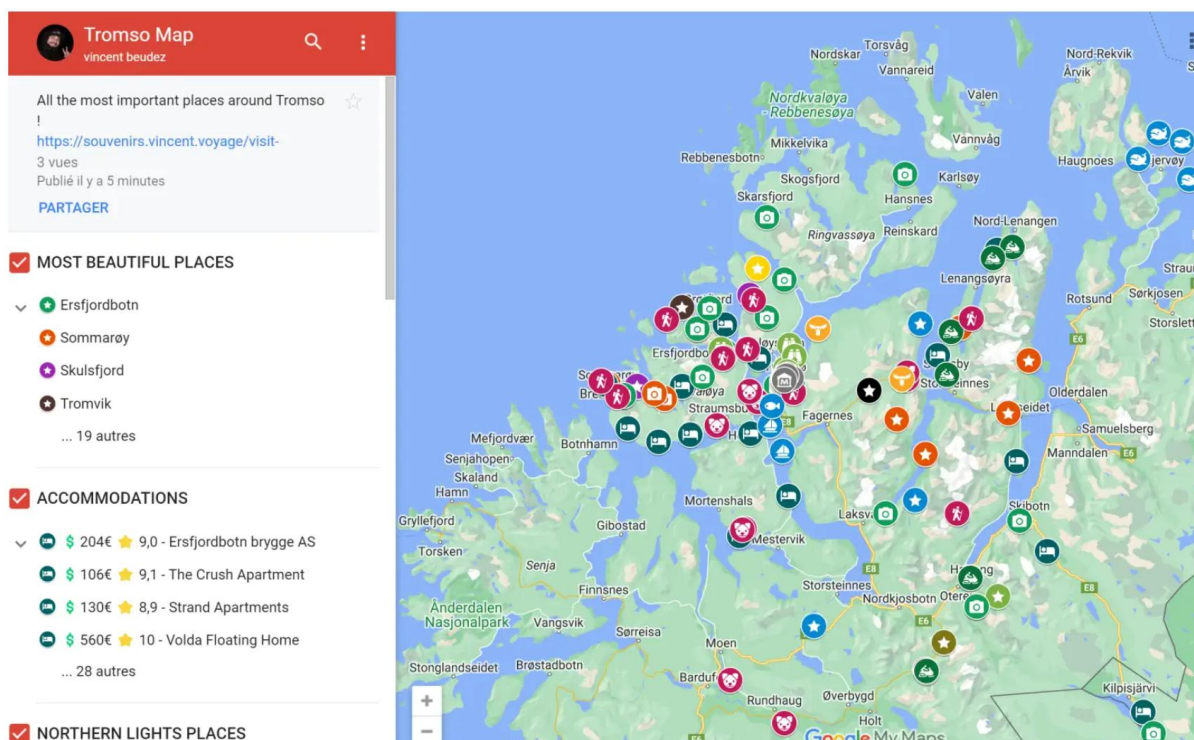 Tromso Map
vincent beudez
All the most important places around Tromso
!
https://souvenirs.vincent.voyage/visit-
3 vues
Publié il y a 5 minutes
PARTAGER
MOST BEAUTIFUL PLACES
Ersfjordbotn
Sommarøy
Skulsfjord
Tromvik
... 19 autres
ACCOMMODATIONS
$ 204€ ⭐ 9,0 - Ersfjordbotn brygge AS
$ 106€ ⭐ 9,1 - The Crush Apartment
$ 130€ ⭐ 8,9 - Strand Apartments
$ 560€ ⭐ 10 - Volda Floating Home
... 28 autres
NORTHERN LIGHTS PLACES
Torsvåg
Nordskar
Vannareid
Nord-Rekvik
Årvik
Valen
Nordkvaløya
- Rebbenesøya
Mikkelvika
Vannvåg
Rebbenesbotn
Haugnoes
Skogsfjord
Karlsøy
Skarsfjord
Hansnes
Nord-Lenangen
Ringvassøya
Reinskard
Lenangsøyra
Rotsund
Sørkjosen
E6
Olderdalen
Straumsbu
Fagernes
E8
Samuelsberg
Mefjordvær
Botnhamn
Manndalen
E6
Senjahopen
Skaland
Hamn
Mortenshals
Skibotn
Gryllefjord
Gibostad
Torsken
Mestervik
Senja
E8
Finnsnes
Storsteinnes
Nordkjosbotn
E8
Ånderdalen
Nasjonalpark
Vangsvik
E6
Sørreisa
Moen
Stonglandseidet
Brøstadbotn
Kilpisjärvi
Rundhaug
Øverbygd
Holt
E6
Google My Maps